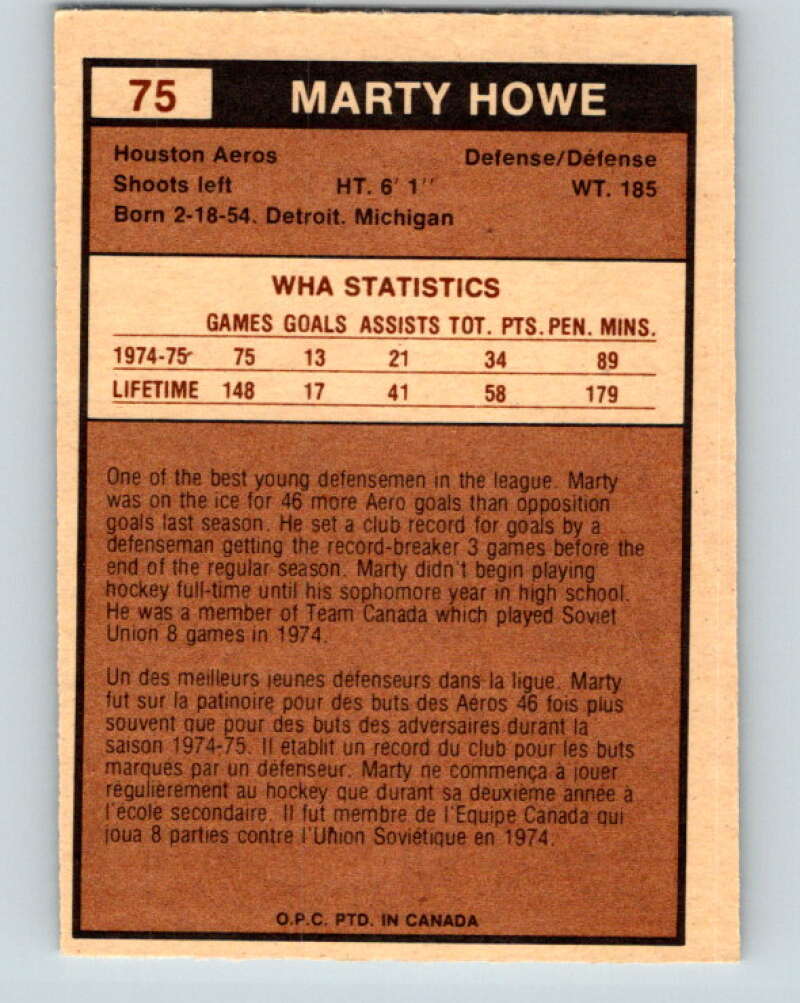 75 MARTY HOWE
Houston Aeros Defense/Défense
Shoots left HT. 6' 1'' WT. 185
Born 2-18-54. Detroit. Michigan
WHA STATISTICS
GAMES GOALS ASSISTS TOT. PTS. PEN. MINS.
1974-75 75 13 21 34 89
LIFETIME 148 17 41 58 179
One of the best young defensemen in the league. Marty
was on the ice for 46 more Aero goals than opposition
goals last season. He set a club record for goals by a
defenseman getting the record-breaker 3 games before the
end of the regular season. Marty didn't begin playing
hockey full-time until his sophomore year in high school.
He was a member of Team Canada which played Soviet
Union 8 games in 1974.
Un des meilleurs jeunes défenseurs dans la ligue. Marty
fut sur la patinoire pour des buts des Aéros 46 fois plus
souvent que pour des buts des adversaires durant la
saison 1974-75. Il établit un record du club pour les buts
marqués par un défenseur. Marty ne commença à jouer
régulièrement au hockey que durant sa deuxième année à
l'école secondaire. Il fut membre de l'Equipe Canada qui
joua 8 parties contre l'Union Soviétique en 1974.
O.P.C. PTD. IN CANADA